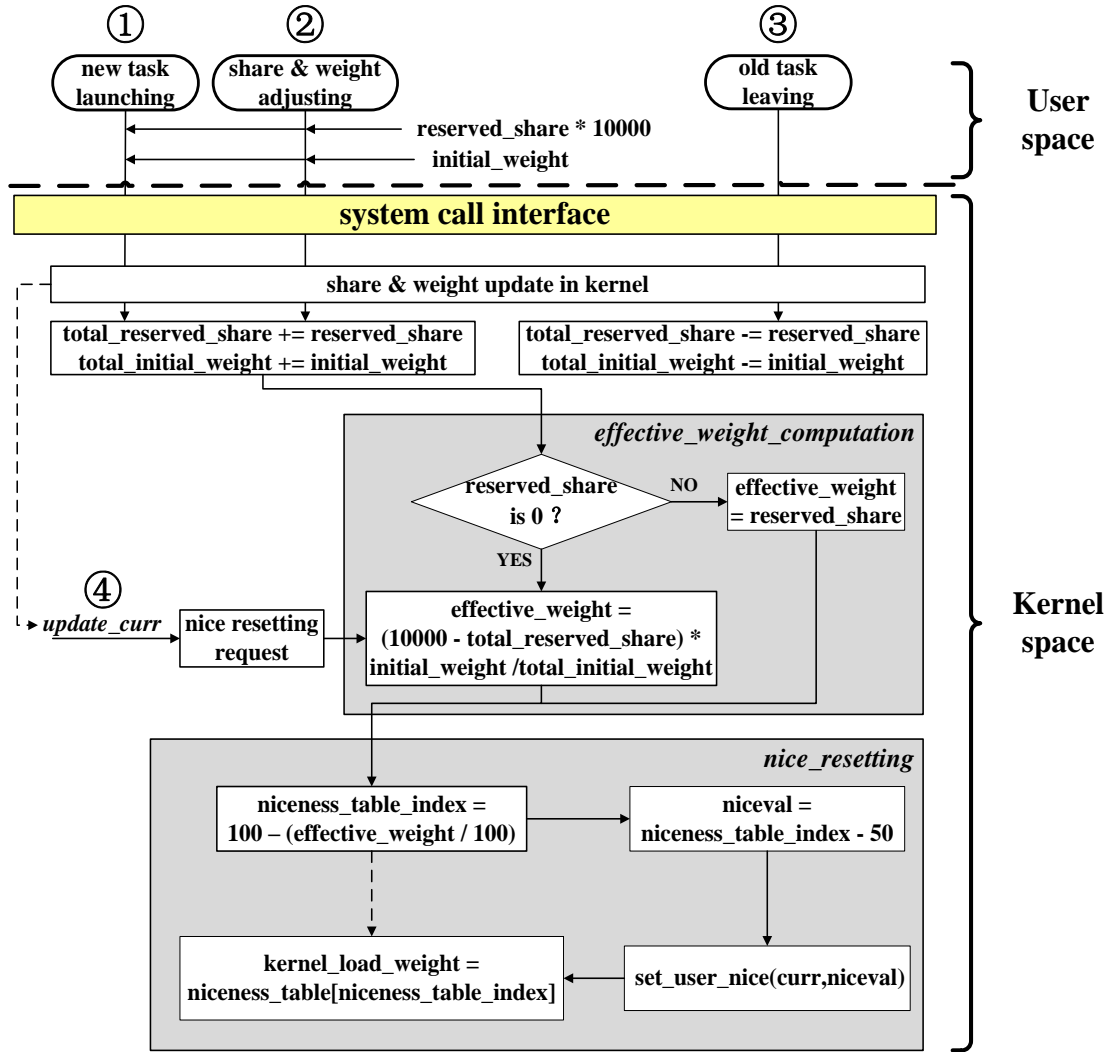 ①
②
③
new task
launching
share & weight
adjusting
old task
leaving
User
space
reserved_share * 10000
initial_weight
system call interface
share & weight update in kernel
total_reserved_share += reserved_share
total_initial_weight += initial_weight
total_reserved_share -= reserved_share
total_initial_weight -= initial_weight
effective_weight_computation
reserved_share
is 0 ?
NO
effective_weight
= reserved_share
YES
④
update_curr
nice resetting
request
effective_weight =
(10000 - total_reserved_share) *
initial_weight /total_initial_weight
Kernel
space
nice_resetting
niceness_table_index =
100 – (effective_weight / 100)
niceval =
niceness_table_index - 50
kernel_load_weight =
niceness_table[niceness_table_index]
set_user_nice(curr,niceval)